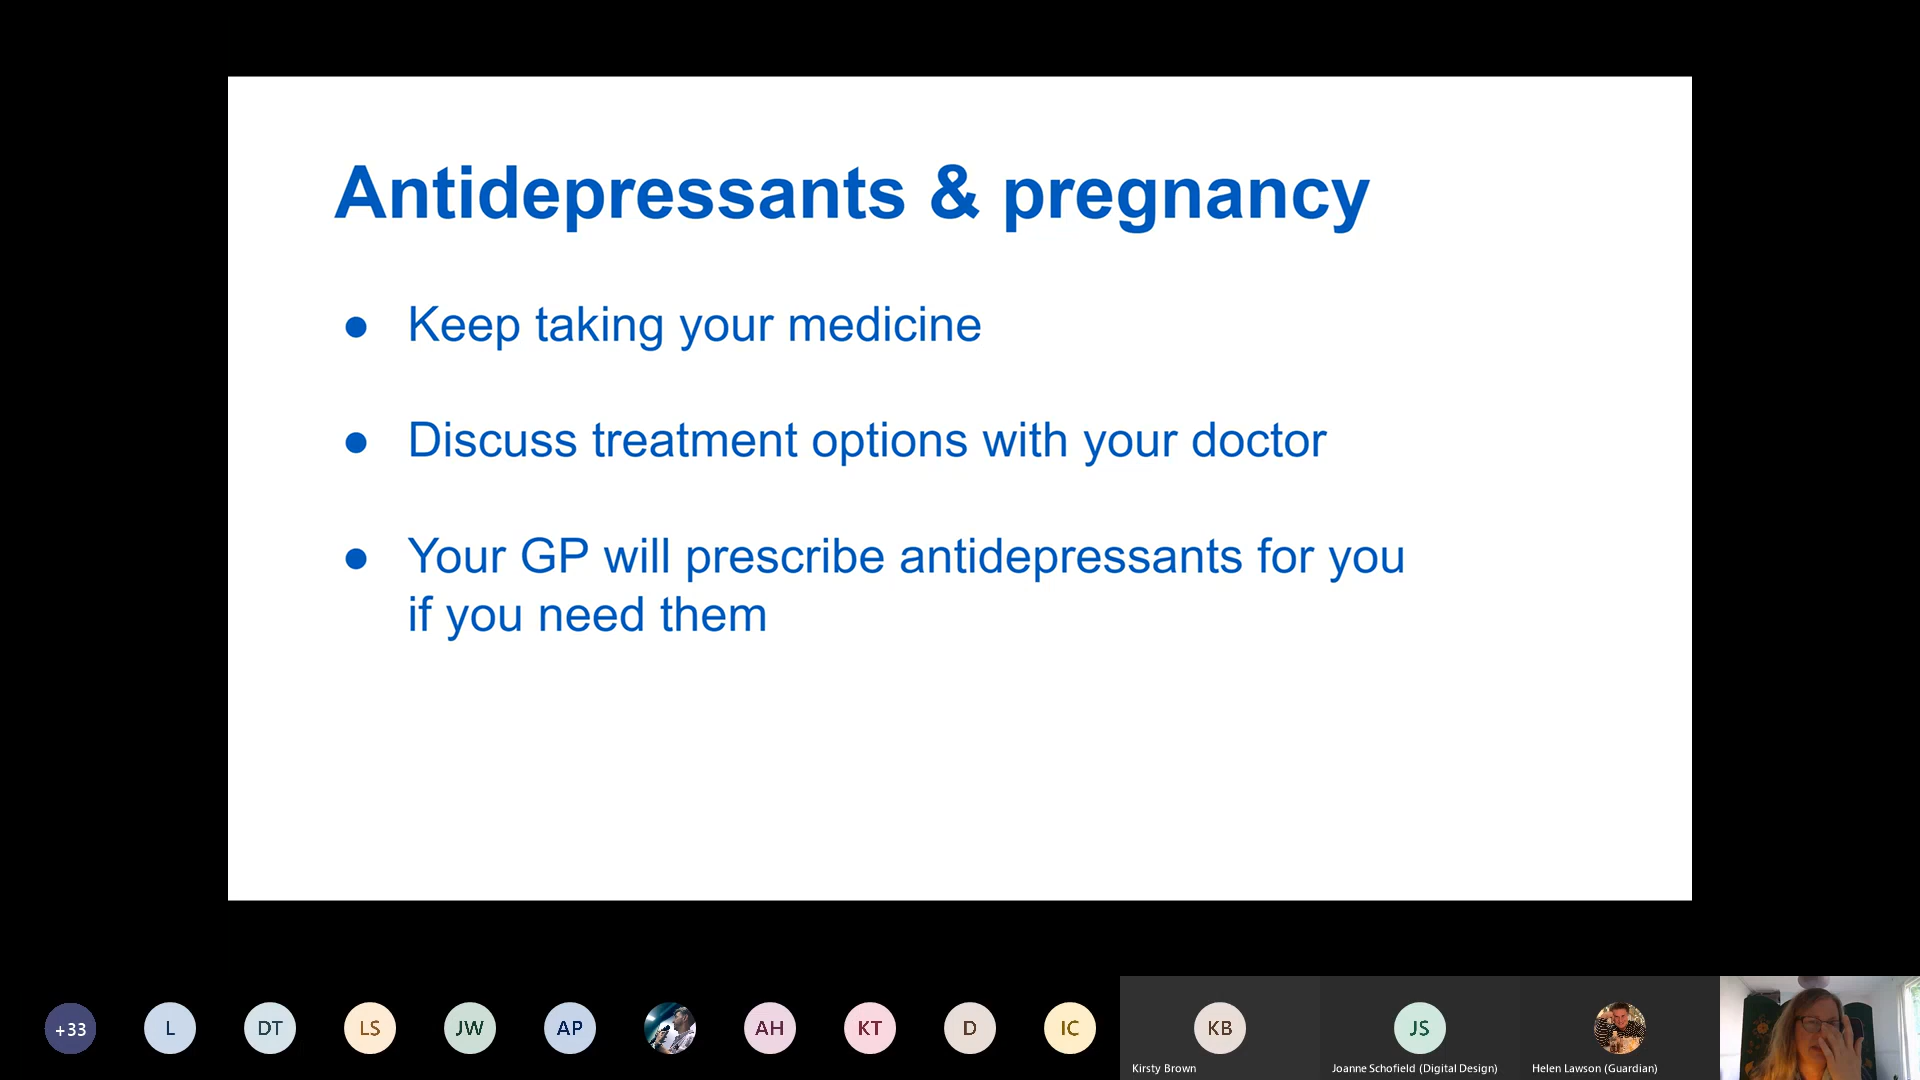 Antidepressants & pregnancy
● Keep taking your medicine
● Discuss treatment options with your doctor
● Your GP will prescribe antidepressants for you
if you need them
+33
L
DT
LS
JW
AP
AH
KT
D
IC
KB
JS
Kirsty Brown
Joanne Schofield (Digital Design)
Helen Lawson (Guardian)